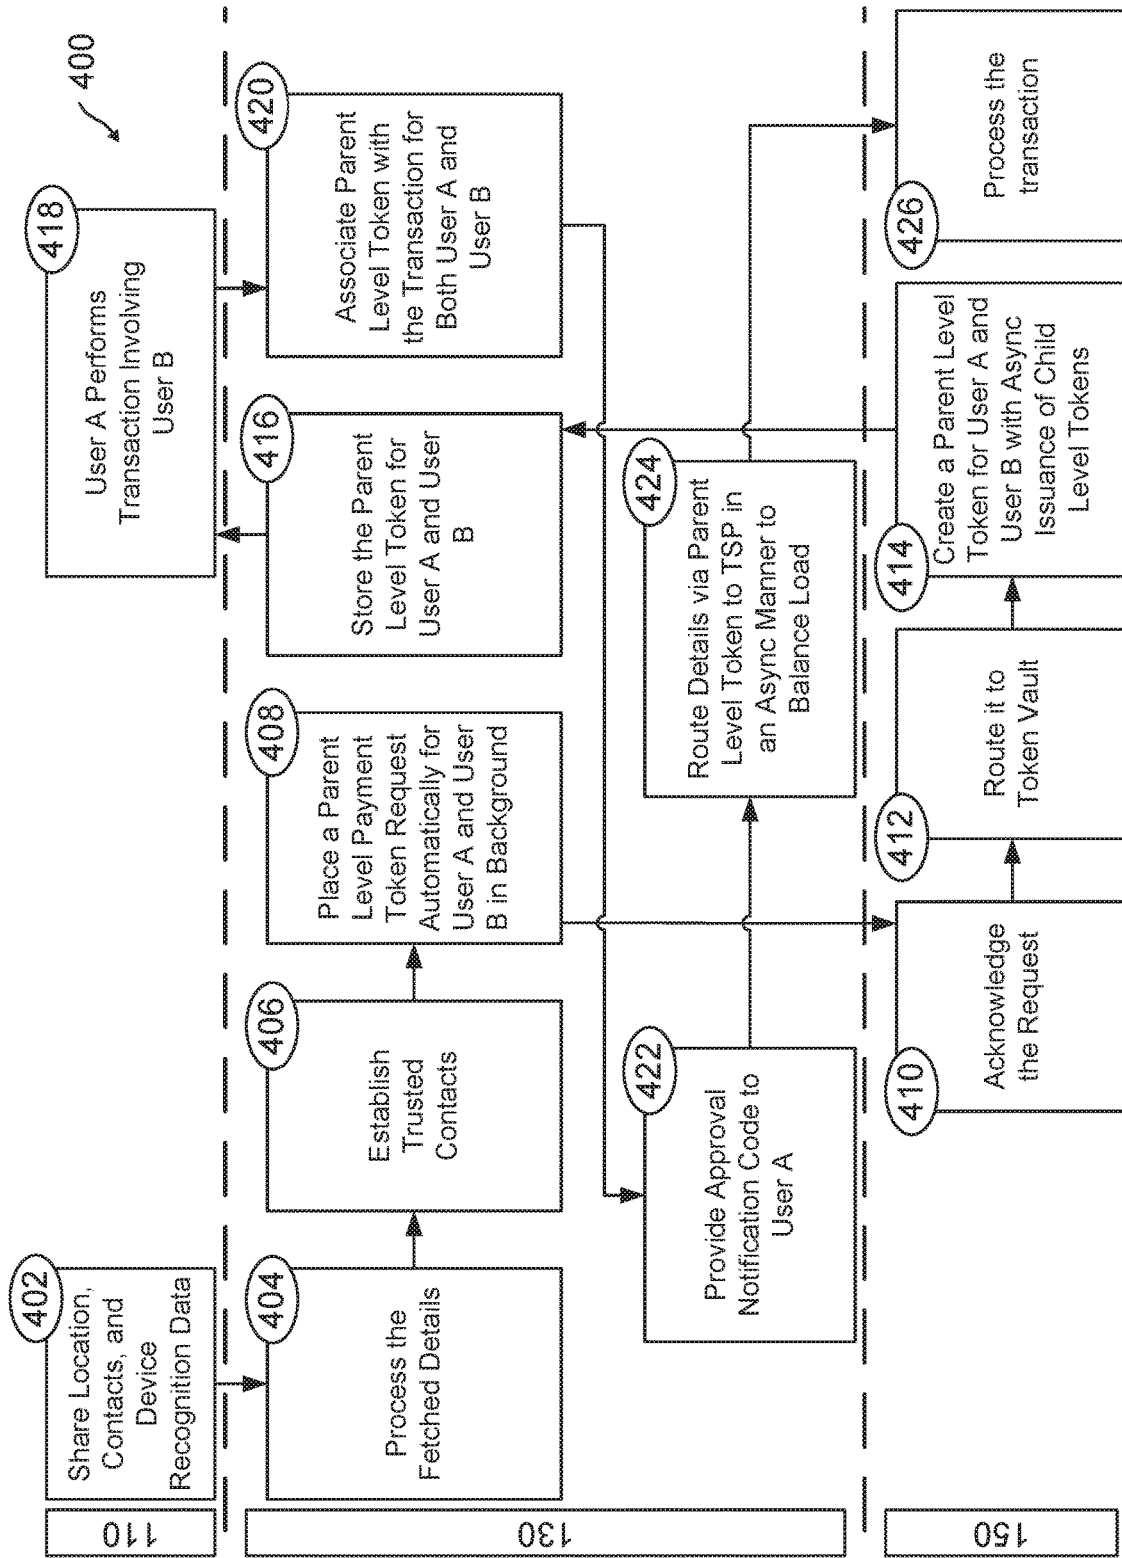 400
110
402
Share Location,
Contacts, and
Device
Recognition Data
418
User A Performs
Transaction Involving
User B
130
404
Process the
Fetched Details
406
Establish
Trusted
Contacts
408
Place a Parent
Level Payment
Token Request
Automatically for
User A and User
B in Background
416
Store the Parent
Level Token for
User A and User
B
420
Associate Parent
Level Token with
the Transaction for
Both User A and
User B
422
Provide Approval
Notification Code to
User A
424
Route Details via Parent
Level Token to TSP in
an Async Manner to
Balance Load
150
410
Acknowledge
the Request
412
Route it to
Token Vault
414
Create a Parent Level
Token for User A and
User B with Async
Issuance of Child
Level Tokens
426
Process the
transaction